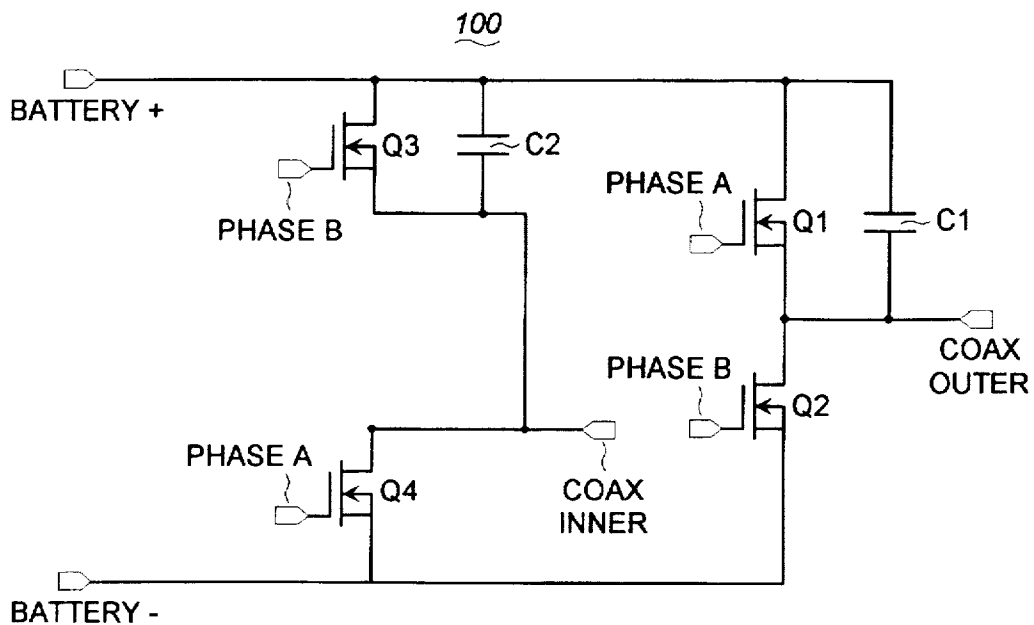 100
BATTERY +
Q3
C2
PHASE B
PHASE A
Q1
C1
COAX
OUTER
PHASE B
Q2
PHASE A
Q4
COAX
INNER
BATTERY -